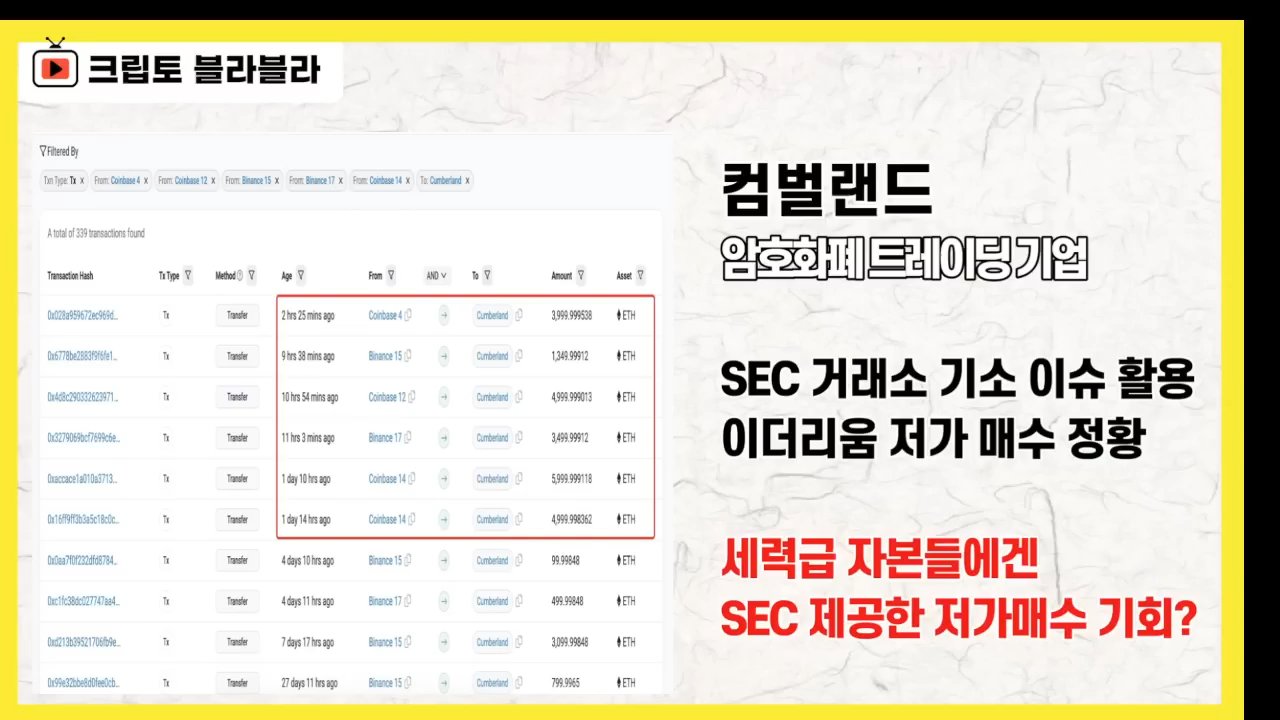 크립토 블라블라
Filtered By
Txn Type: Tx x From: Coinbase 4 x From: Coinbase 12 x From: Binance 15 x From: Binance 17 x From: Coinbase 14 x To: Cumberland x
A total of 339 transactions found
Transaction Hash Tx Type Method Age From AND To Amount Asset
0x028a959672ec969d... Tx Transfer 2 hrs 25 mins ago Coinbase 4 → Cumberland 3,999.999538 ETH
0x6778be2883f9f6fe1... Tx Transfer 9 hrs 38 mins ago Binance 15 → Cumberland 1,349.99912 ETH
0x4d8c290332623971... Tx Transfer 10 hrs 54 mins ago Coinbase 12 → Cumberland 4,999.999013 ETH
0x3279069bcf7699c6e... Tx Transfer 11 hrs 3 mins ago Binance 17 → Cumberland 3,499.99912 ETH
0xaccace1a010a3713... Tx Transfer 1 day 10 hrs ago Coinbase 14 → Cumberland 5,999.999118 ETH
0x16ff9ff3b3a5c18c0c... Tx Transfer 1 day 14 hrs ago Coinbase 14 → Cumberland 4,999.998362 ETH
0x0aa7f0f232dfd8784... Tx Transfer 4 days 10 hrs ago Binance 15 → Cumberland 99.99848 ETH
0xc1fc38dc027747aa4... Tx Transfer 4 days 11 hrs ago Binance 17 → Cumberland 499.99848 ETH
0xd213b39521706fb9e... Tx Transfer 7 days 17 hrs ago Binance 15 → Cumberland 3,099.99848 ETH
0x99e32bbe8d0fee0cb... Tx Transfer 27 days 11 hrs ago Binance 15 → Cumberland 799.9965 ETH
컴벌랜드
암호화폐 트레이딩 기업
SEC 거래소 기소 이슈 활용
이더리움 저가 매수 정황
세력급 자본들에겐
SEC 제공한 저가매수 기회?